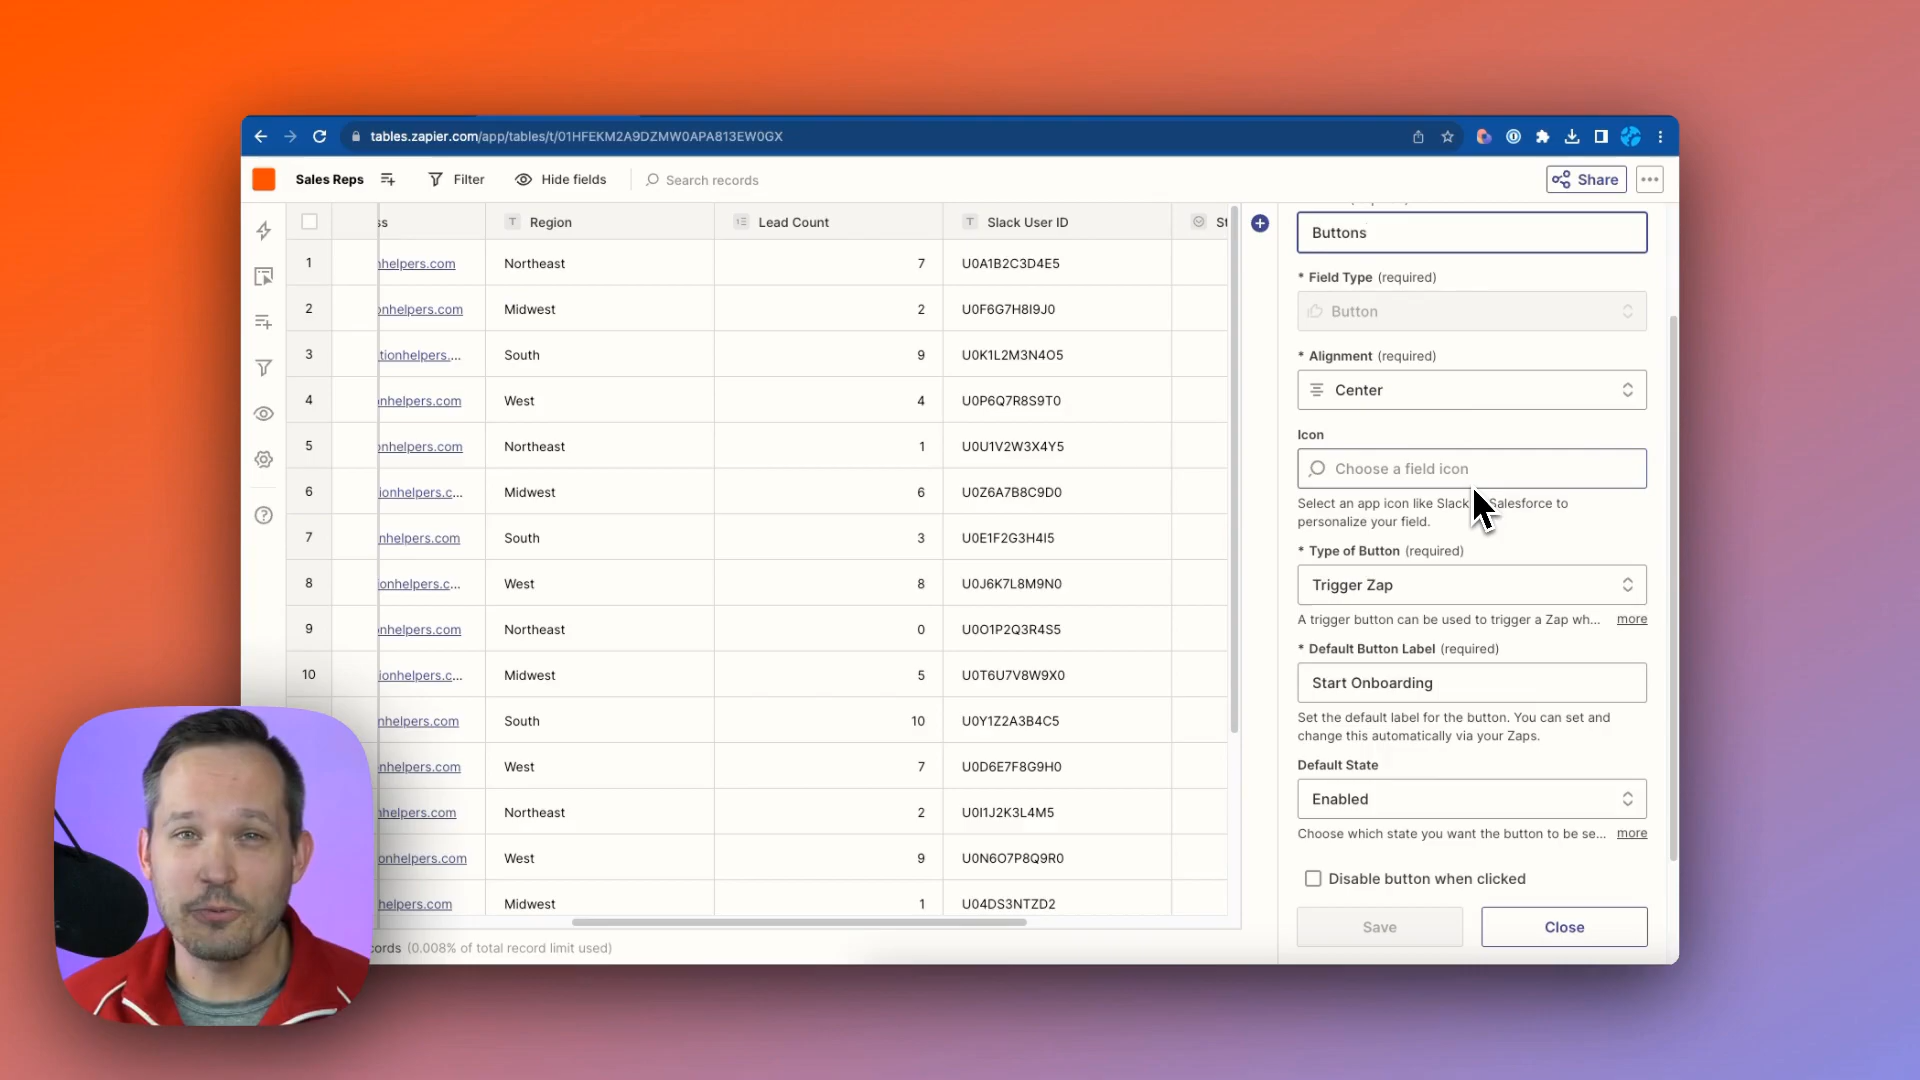 tables.zapier.com/app/tables/t/01HFEKM2A9DZMW0APA813EW0GX
Sales Reps
Filter
Hide fields
Search records
Share
ss Region Lead Count Slack User ID St
1 nhelpers.com Northeast 7 U0A1B2C3D4E5
2 onhelpers.com Midwest 2 U0F6G7H8I9J0
3 tionhelpers.... South 9 U0K1L2M3N4O5
4 onhelpers.com West 4 U0P6Q7R8S9T0
5 onhelpers.com Northeast 1 U0U1V2W3X4Y5
6 ionhelpers.c... Midwest 6 U0Z6A7B8C9D0
7 nhelpers.com South 3 U0E1F2G3H4I5
8 ionhelpers.c... West 8 U0J6K7L8M9N0
9 onhelpers.com Northeast 0 U0O1P2Q3R4S5
10 ionhelpers.c... Midwest 5 U0T6U7V8W9X0
nhelpers.com South 10 U0Y1Z2A3B4C5
nhelpers.com West 7 U0D6E7F8G9H0
nhelpers.com Northeast 2 U0I1J2K3L4M5
onhelpers.com West 9 U0N6O7P8Q9R0
helpers.com Midwest 1 U04DS3NTZD2
cords (0.008% of total record limit used)
Buttons
* Field Type (required)
Button
* Alignment (required)
Center
Icon
Choose a field icon
Select an app icon like Slack Salesforce to
personalize your field.
* Type of Button (required)
Trigger Zap
A trigger button can be used to trigger a Zap wh... more
* Default Button Label (required)
Start Onboarding
Set the default label for the button. You can set and
change this automatically via your Zaps.
Default State
Enabled
Choose which state you want the button to be se... more
Disable button when clicked
Save Close